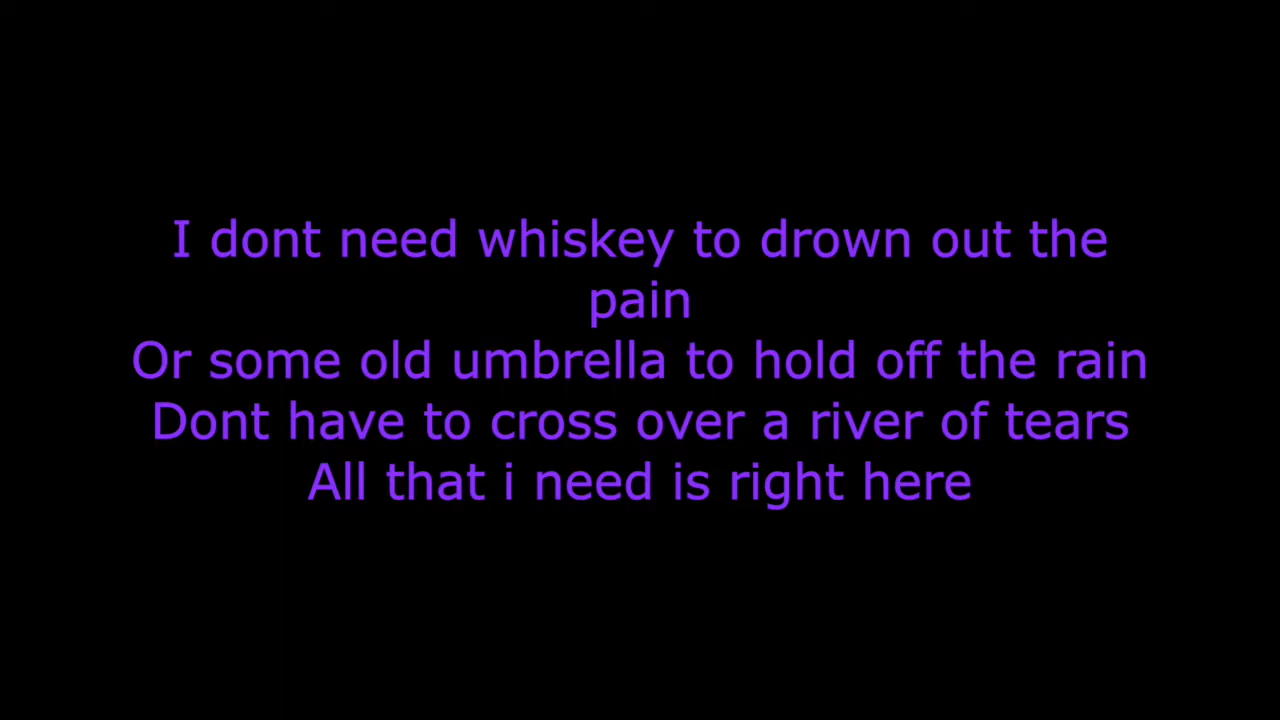 I dont need whiskey to drown out the
pain
Or some old umbrella to hold off the rain
Dont have to cross over a river of tears
All that i need is right here